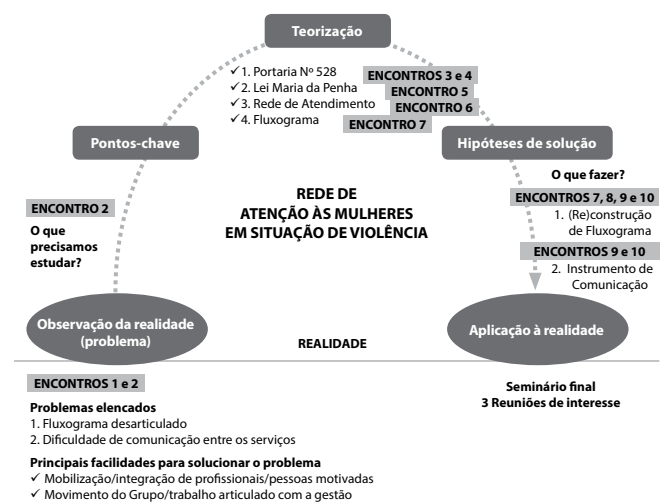 Teorização
✓ 1. Portaria Nº 528
ENCONTROS 3 e 4
✓ 2. Lei Maria da Penha
ENCONTRO 5
✓ 3. Rede de Atendimento
ENCONTRO 6
✓ 4. Fluxograma
ENCONTRO 7
Pontos-chave
Hipóteses de solução
ENCONTRO 2
O que
precisamos
estudar?
REDE DE
ATENÇÃO ÀS MULHERES
EM SITUAÇÃO DE VIOLÊNCIA
O que fazer?
ENCONTROS 7, 8, 9 e 10
1. (Re)construção
de Fluxograma
ENCONTROS 9 e 10
2. Instrumento de
Comunicação
Observação da realidade
(problema)
REALIDADE
Aplicação à realidade
ENCONTROS 1 e 2
Problemas elencados
1. Fluxograma desarticulado
2. Dificuldade de comunicação entre os serviços
Principais facilidades para solucionar o problema
✓ Mobilização/integração de profissionais/pessoas motivadas
✓ Movimento do Grupo/trabalho articulado com a gestão
Seminário final
3 Reuniões de interesse